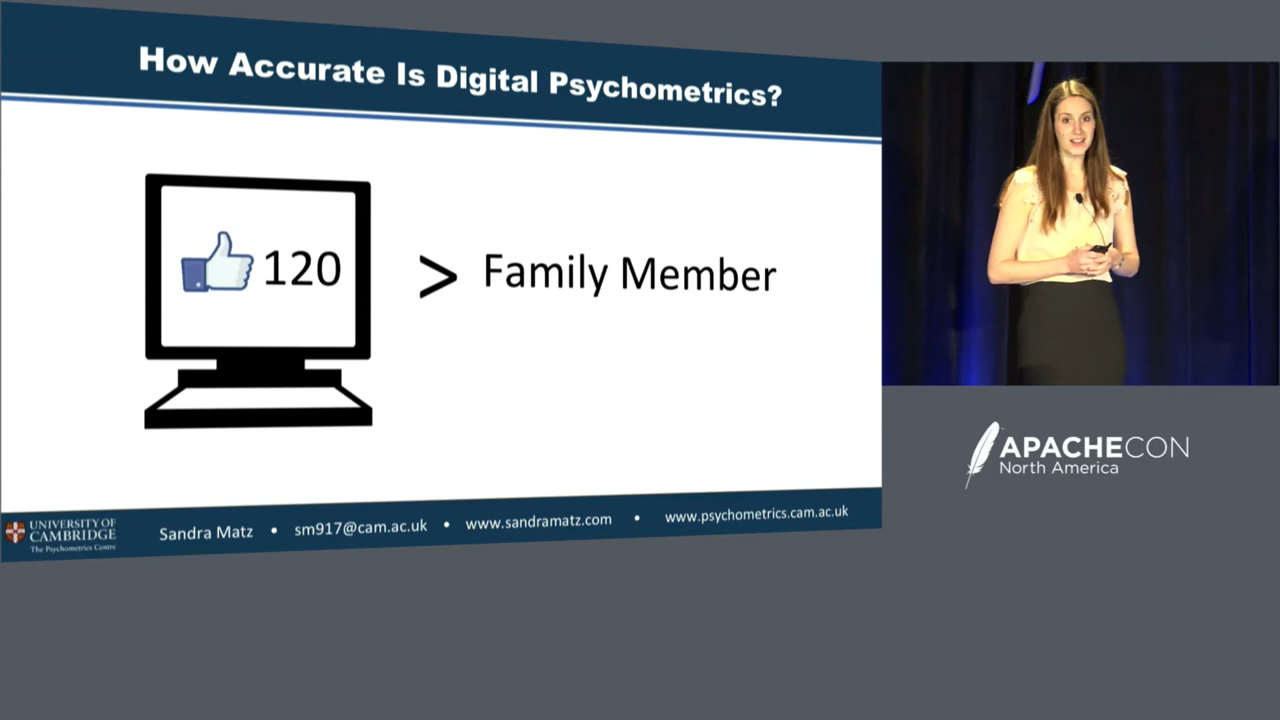 How Accurate Is Digital Psychometrics?
120 > Family Member
UNIVERSITY OF
CAMBRIDGE
The Psychometrics Centre
Sandra Matz • sm917@cam.ac.uk • www.sandramatz.com • www.psychometrics.cam.ac.uk
APACHECON
North America